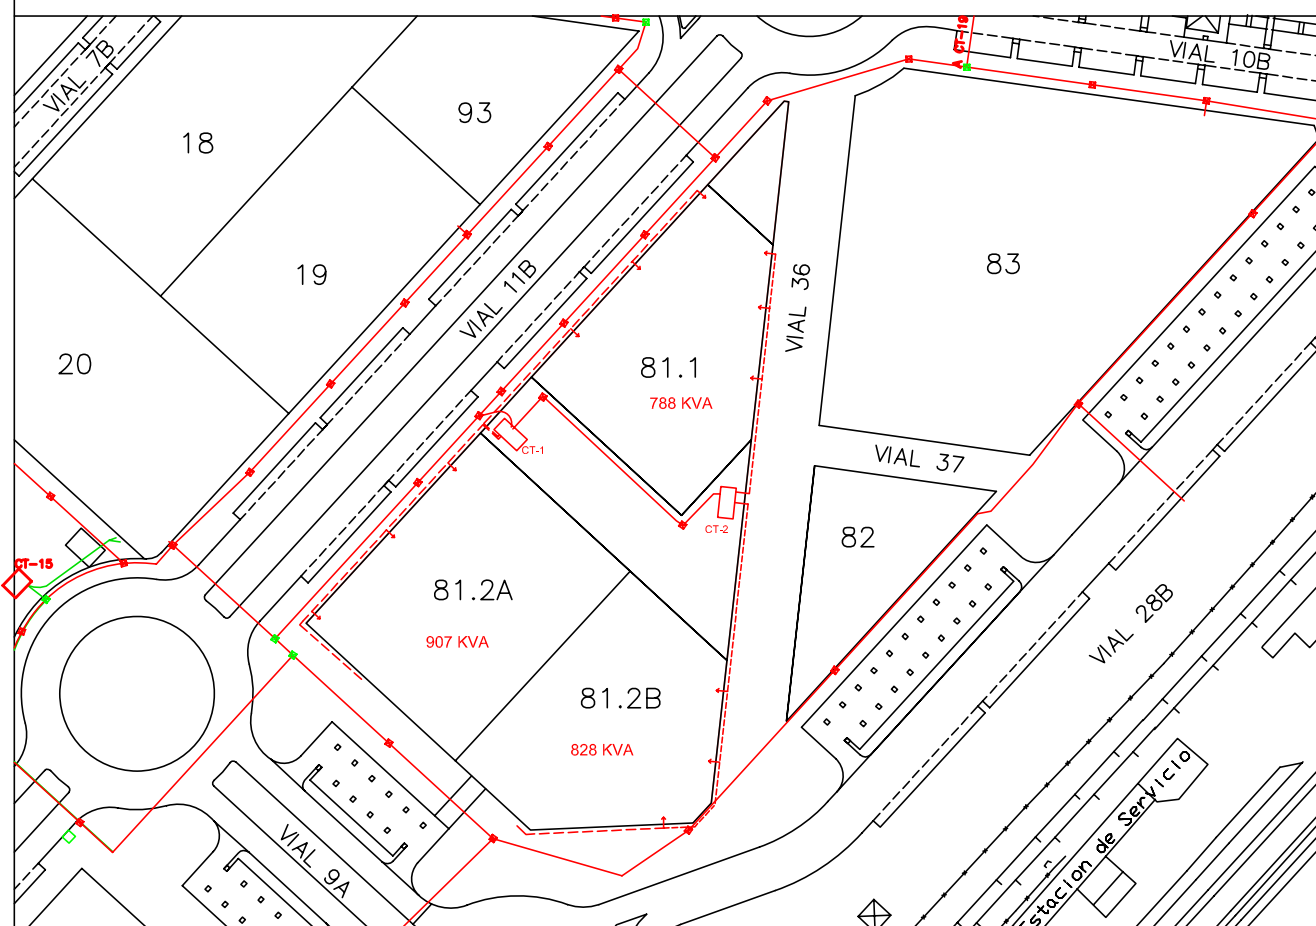 CT-19
A
VIAL 10B
VIAL 7B
93
18
83
19
VIAL 11B
VIAL 36
20
81.1
788 KVA
CT-1
VIAL 37
CT-2
82
CT-15
81.2A
907 KVA
VIAL 28B
81.2B
828 KVA
VIAL 9A
Estacion de Servicio